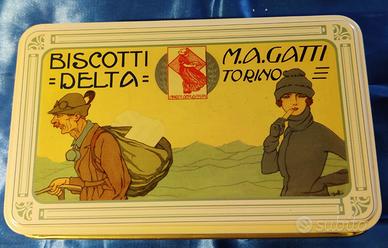 BISCOTTI
=DELTA=
M.A.GATTI
TORINO
subito